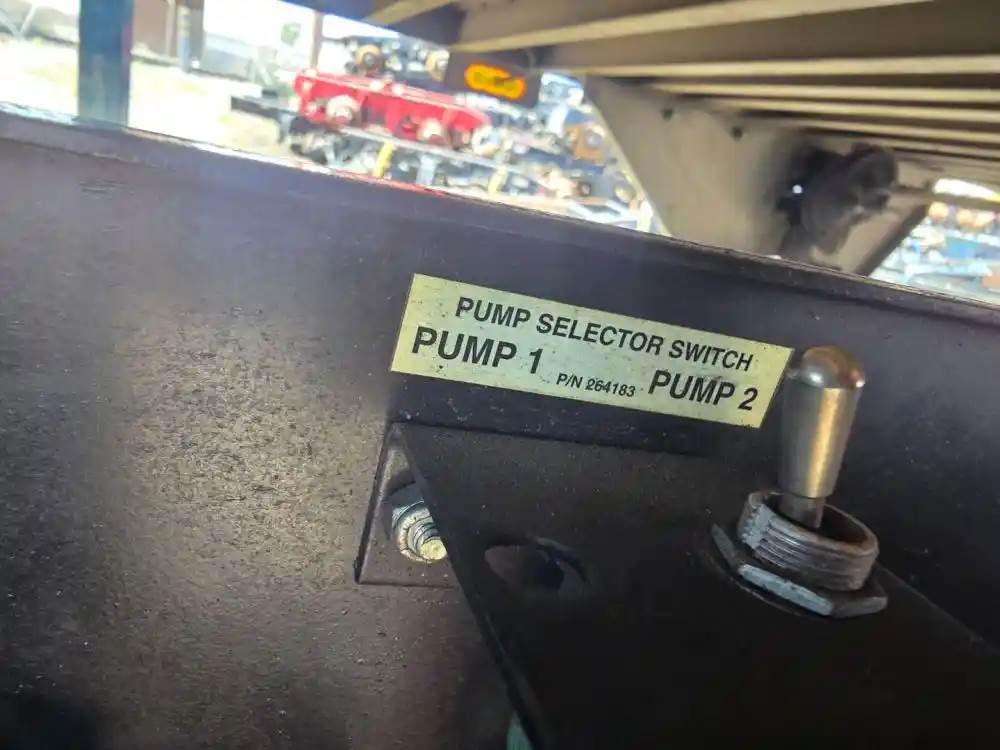 PUMP SELECTOR SWITCH
PUMP 1 P/N 264183 PUMP 2